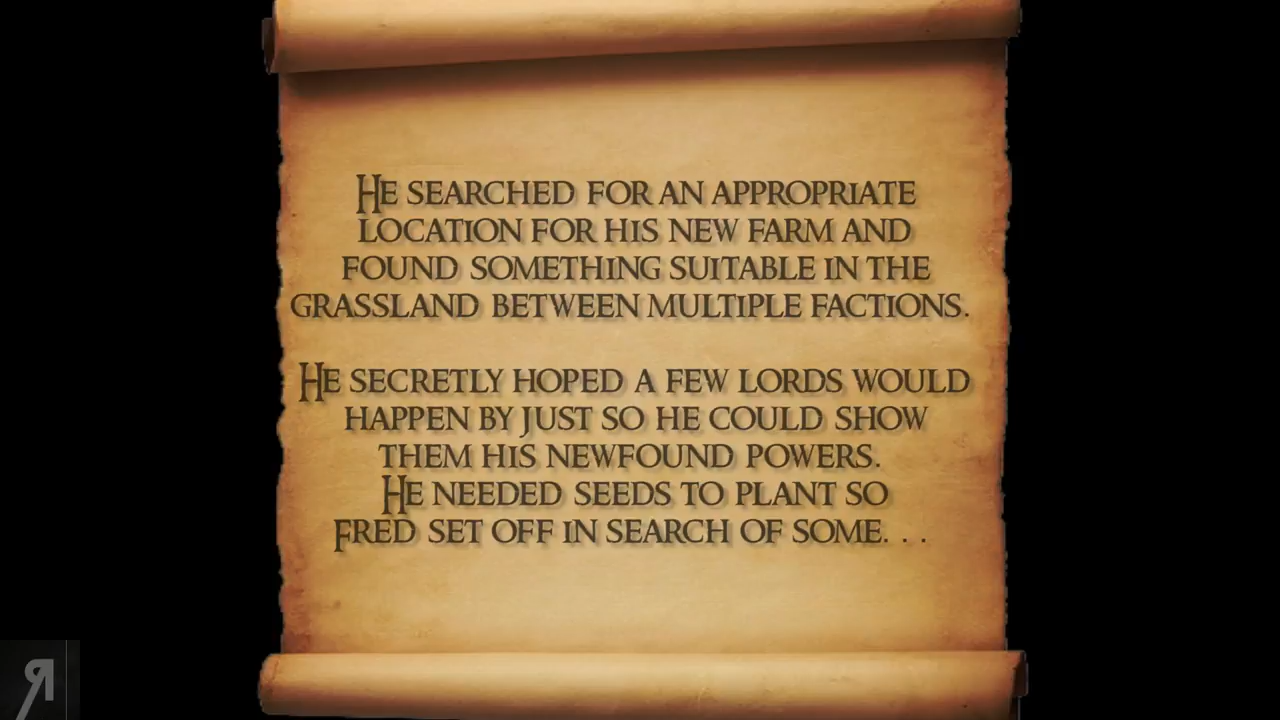 He searched for an appropriate
location for his new farm and
found something suitable in the
grassland between multiple factions.
He secretly hoped a few lords would
happen by just so he could show
them his newfound powers.
He needed seeds to plant so
Fred set off in search of some. . .